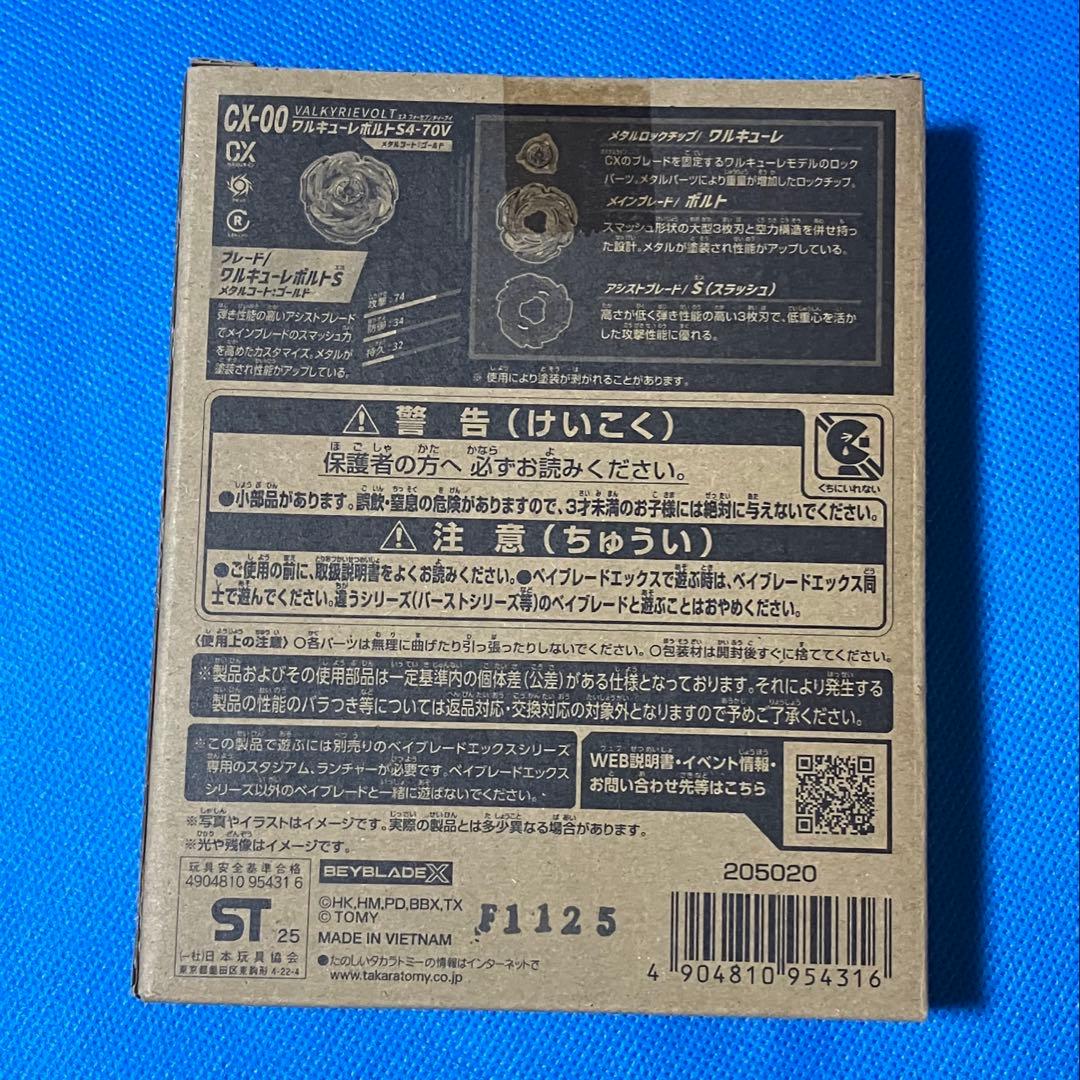 CX-00
VALKYRIEVOLT エス フォーセブンティーブイ
ワルキューレボルトS4-70V
メタルコート:ゴールド
CX
R
ブレード/
ワルキューレボルトS
メタルコート:ゴールド
攻撃:74
防御:34
持久:32
弾き性能の高いアシストブレード
でメインブレードのスマッシュ力
を高めたカスタマイズ。メタルが
塗装され性能がアップしている。
メタルロックチップ/ ワルキューレ
CXのブレードを固定するワルキューレモデルのロック
パーツ。メタルパーツにより重量が増加したロックチップ。
メインブレード/ ボルト
スマッシュ形状の大型3枚刃と空力構造を併せ持っ
た設計。メタルが塗装され性能がアップしている。
アシストブレード/ S(スラッシュ)
高さが低く弾き性能の高い3枚刃で、低重心を活か
した攻撃性能に優れる。
※使用により塗装が剥がれることがあります。
警告(けいこく)
保護者の方へ 必ずお読みください。
●小部品があります。誤飲・窒息の危険がありますので、3才未満のお子様には絶対に与えないでください。
くちにいれない
注意(ちゅうい)
●ご使用の前に、取扱説明書をよくお読みください。●ベイブレードエックスで遊ぶ時は、ベイブレードエックス同
士で遊んでください。違うシリーズ(バーストシリーズ等)のベイブレードと遊ぶことはおやめください。
〈使用上の注意〉○各パーツは無理に曲げたり引っ張ったりしないでください。○包装材は開封後すぐに捨ててください。
※製品およびその使用部品は一定基準内の個体差(公差)がある仕様となっております。それにより発生する
製品の性能のバラつき等については返品対応・交換対応の対象外となりますので予めご了承ください。
※この製品で遊ぶには別売りのベイブレードエックスシリーズ
専用のスタジアム、ランチャーが必要です。ベイブレードエックス
シリーズ以外のベイブレードと一緒に遊ばないでください。
WEB説明書・イベント情報・
お問い合わせ先等はこちら
※写真やイラストはイメージです。実際の製品とは多少異なる場合があります。
※光や残像はイメージです。
玩具安全基準合格
4904810 95431 6
ST 25
(一社)日本玩具協会
東京都墨田区東駒形 4-22-4
BEYBLADE X
©HK,HM,PD,BBX,TX
© TOMY
MADE IN VIETNAM
F1125
●たのしいタカラトミーの情報はインターネットで
www.takaratomy.co.jp
205020
4 904810 954316